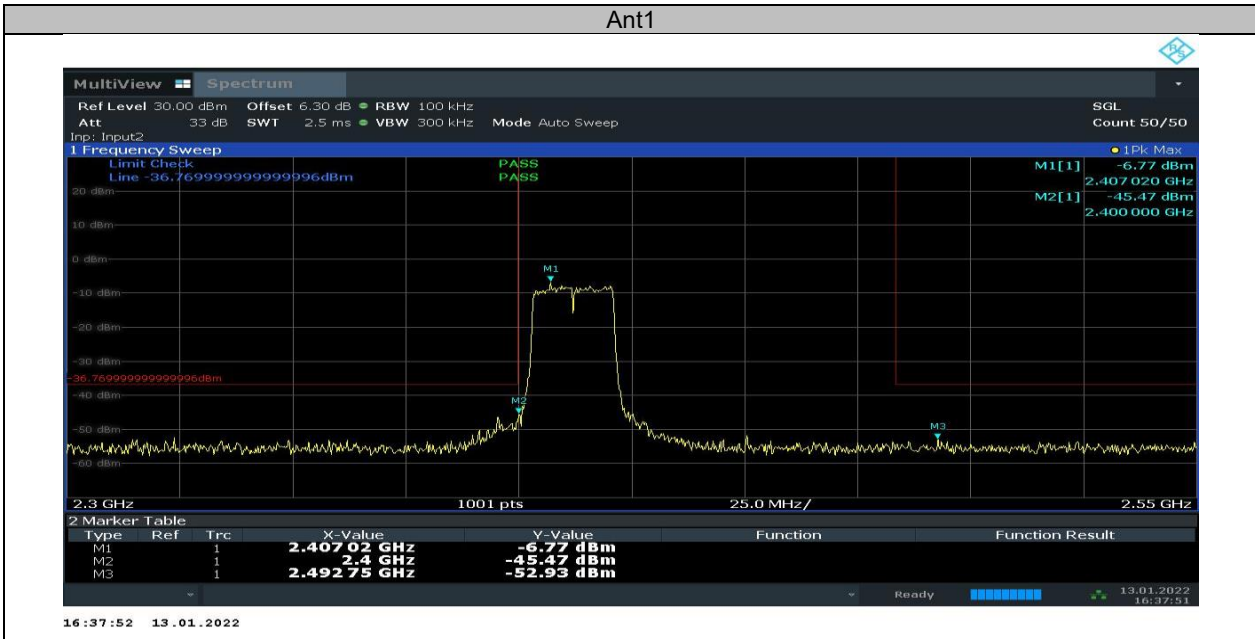 Ant1
R&S
MultiView Spectrum
Ref Level 30.00 dBm Offset 6.30 dB RBW 100 kHz SGL
Att 33 dB SWT 2.5 ms VBW 300 kHz Mode Auto Sweep Count 50/50
Inp: Input2
1 Frequency Sweep 1Pk Max
Limit Check PASS M1[1] -6.77 dBm
Line -36.769999999999996dBm PASS 2.407 020 GHz
20 dBm M2[1] -45.47 dBm
2.400 000 GHz
10 dBm
0 dBm
M1
-10 dBm
-20 dBm
-30 dBm
-36.769999999999996dBm
-40 dBm
M2
-50 dBm
M3
-60 dBm
2.3 GHz 1001 pts 25.0 MHz/ 2.55 GHz
2 Marker Table
Type Ref Trc X-Value Y-Value Function Function Result
M1 1 2.407 02 GHz -6.77 dBm
M2 1 2.4 GHz -45.47 dBm
M3 1 2.492 75 GHz -52.93 dBm
Ready 13.01.2022
16:37:51
16:37:52 13.01.2022